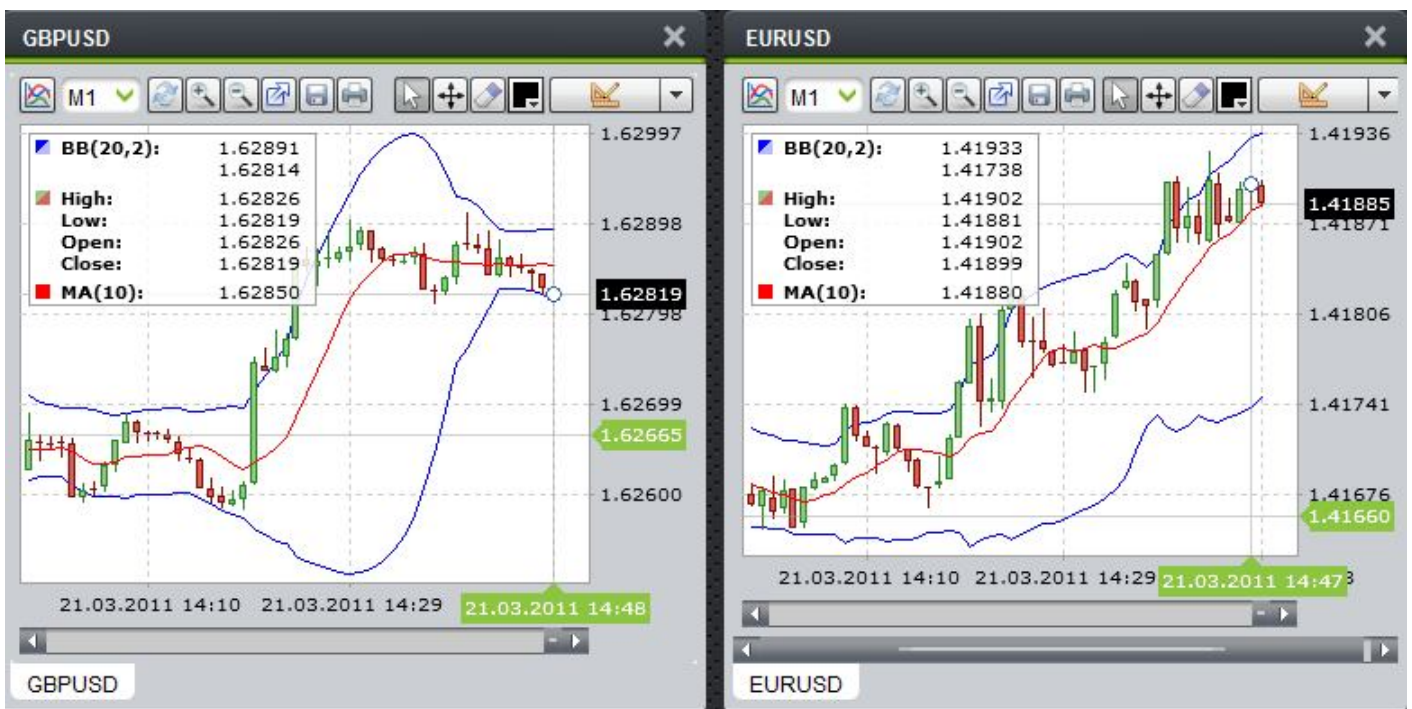 GBPUSD
M1
BB(20,2): 1.62891
1.62814
High: 1.62826
Low: 1.62819
Open: 1.62826
Close: 1.62819
MA(10): 1.62850
1.62997
1.62898
1.62819
1.62798
1.62699
1.62665
1.62600
21.03.2011 14:10 21.03.2011 14:29 21.03.2011 14:48
GBPUSD
EURUSD
M1
BB(20,2): 1.41933
1.41738
High: 1.41902
Low: 1.41881
Open: 1.41902
Close: 1.41899
MA(10): 1.41880
1.41936
1.41885
1.41871
1.41806
1.41741
1.41676
1.41660
21.03.2011 14:10 21.03.2011 14:29 21.03.2011 14:47
EURUSD